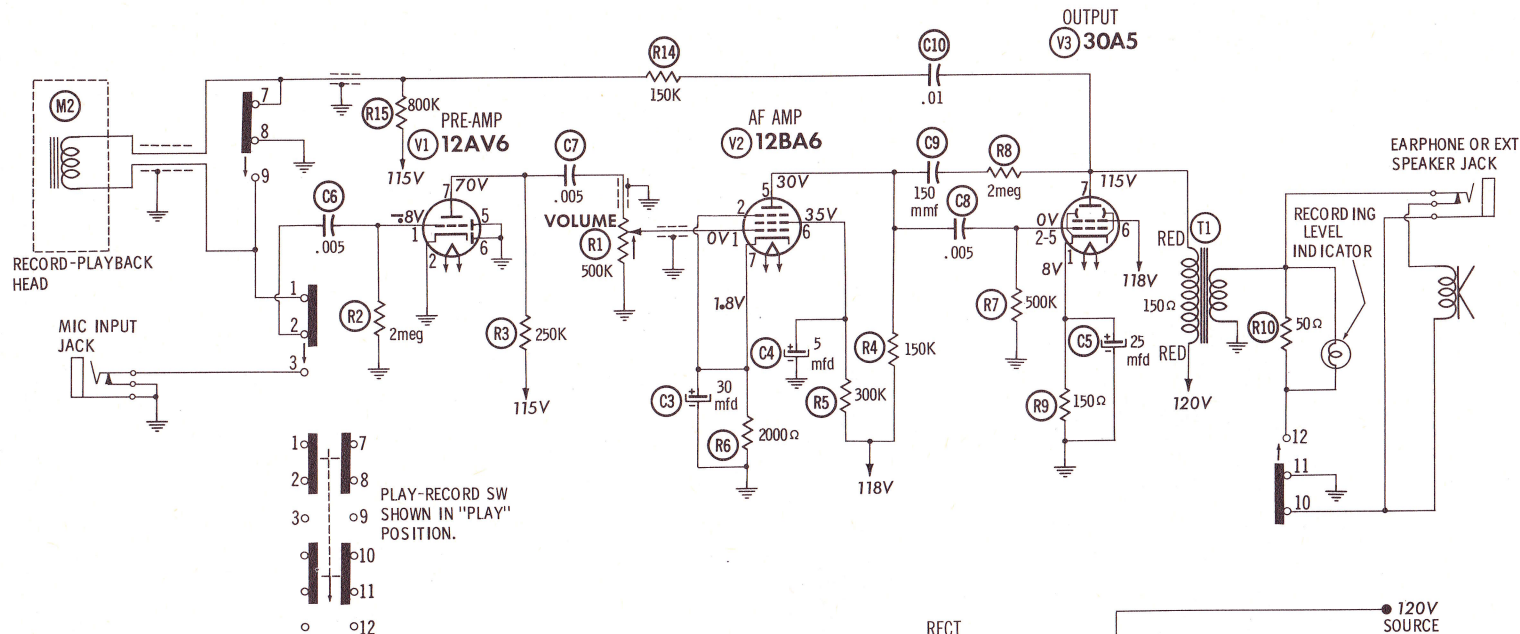 OUTPUT
V3 30A5
C10
.01
R14
150K
M2
RECORD-PLAYBACK
HEAD
7
8
9
R15
800K
115V
PRE-AMP
V1 12AV6
70V
7
-.8V
1
5
6
2
C6
.005
C7
.005
VOLUME
R1
500K
AF AMP
V2 12BA6
30V
5
2
0V 1
35V
6
7
1.8V
C9
150
mmf
R8
2meg
C8
.005
115V
7
0V
2-5
6
1
8V
118V
RED
T1
150Ω
RED
120V
EARPHONE OR EXT
SPEAKER JACK
RECORDING
LEVEL
INDICATOR
R10
50Ω
1
2
3
MIC INPUT
JACK
R2
2meg
R3
250K
115V
C3
30
mfd
R6
2000Ω
C4
5
mfd
R5
300K
R4
150K
118V
R7
500K
C5
25
mfd
R9
150Ω
12
11
10
1
2
3
7
8
9
10
11
12
PLAY-RECORD SW
SHOWN IN "PLAY"
POSITION.
RECT
120V
SOURCE